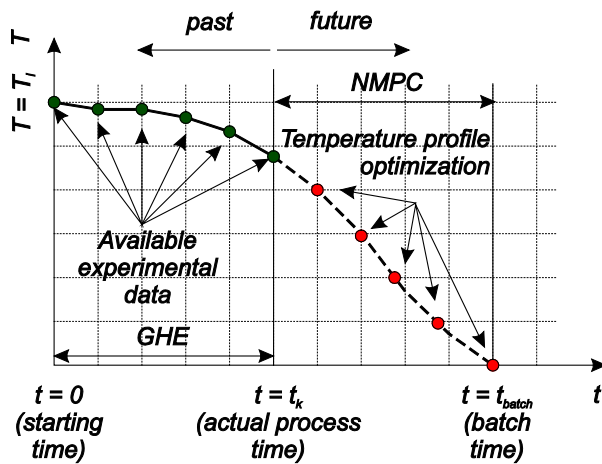 past
future
NMPC
T = T_I T
Temperature profile
optimization
Available
experimental
data
GHE
t = 0
(starting
time)
t = t_k
(actual process
time)
t = t_batch
(batch
time)
t